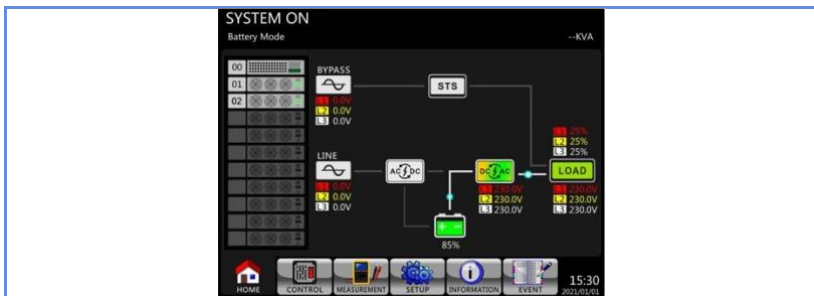 SYSTEM ON
Battery Mode
--KVA
00
01
02
BYPASS
L1 0.0V
L2 0.0V
L3 0.0V
STS
L1 25%
L2 25%
L3 25%
LINE
AC DC
DC AC
LOAD
L1 0.0V
L2 0.0V
L3 0.0V
L1 230.0V
L2 230.0V
L3 230.0V
L1 230.0V
L2 230.0V
L3 230.0V
85%
HOME
CONTROL
MEASUREMENT
SETUP
INFORMATION
EVENT
15:30
2021/01/01